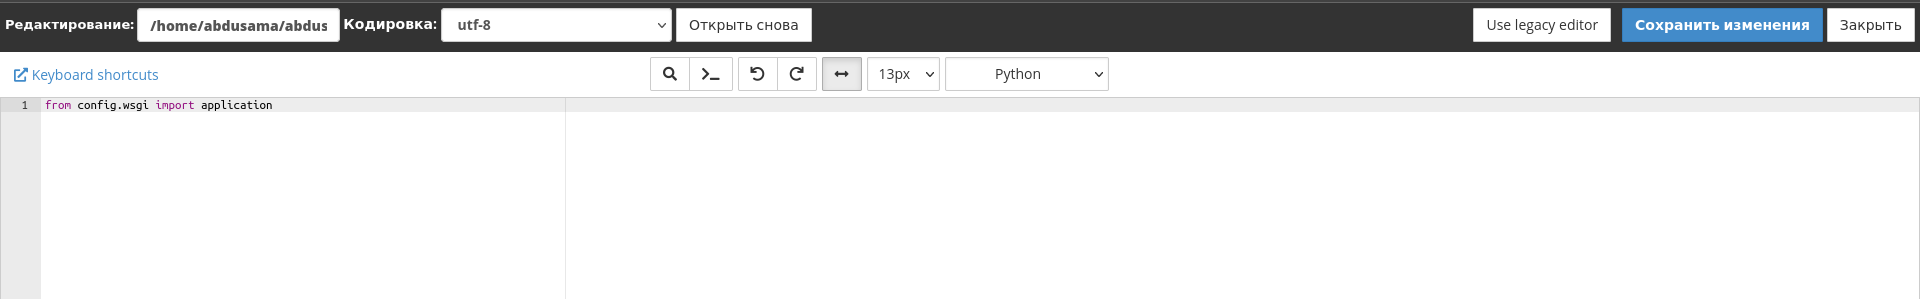 Редактирование: /home/abdusama/abdus Кодировка: utf-8 Открыть снова Use legacy editor Сохранить изменения Закрыть
Keyboard shortcuts 13px Python
1 from config.wsgi import application